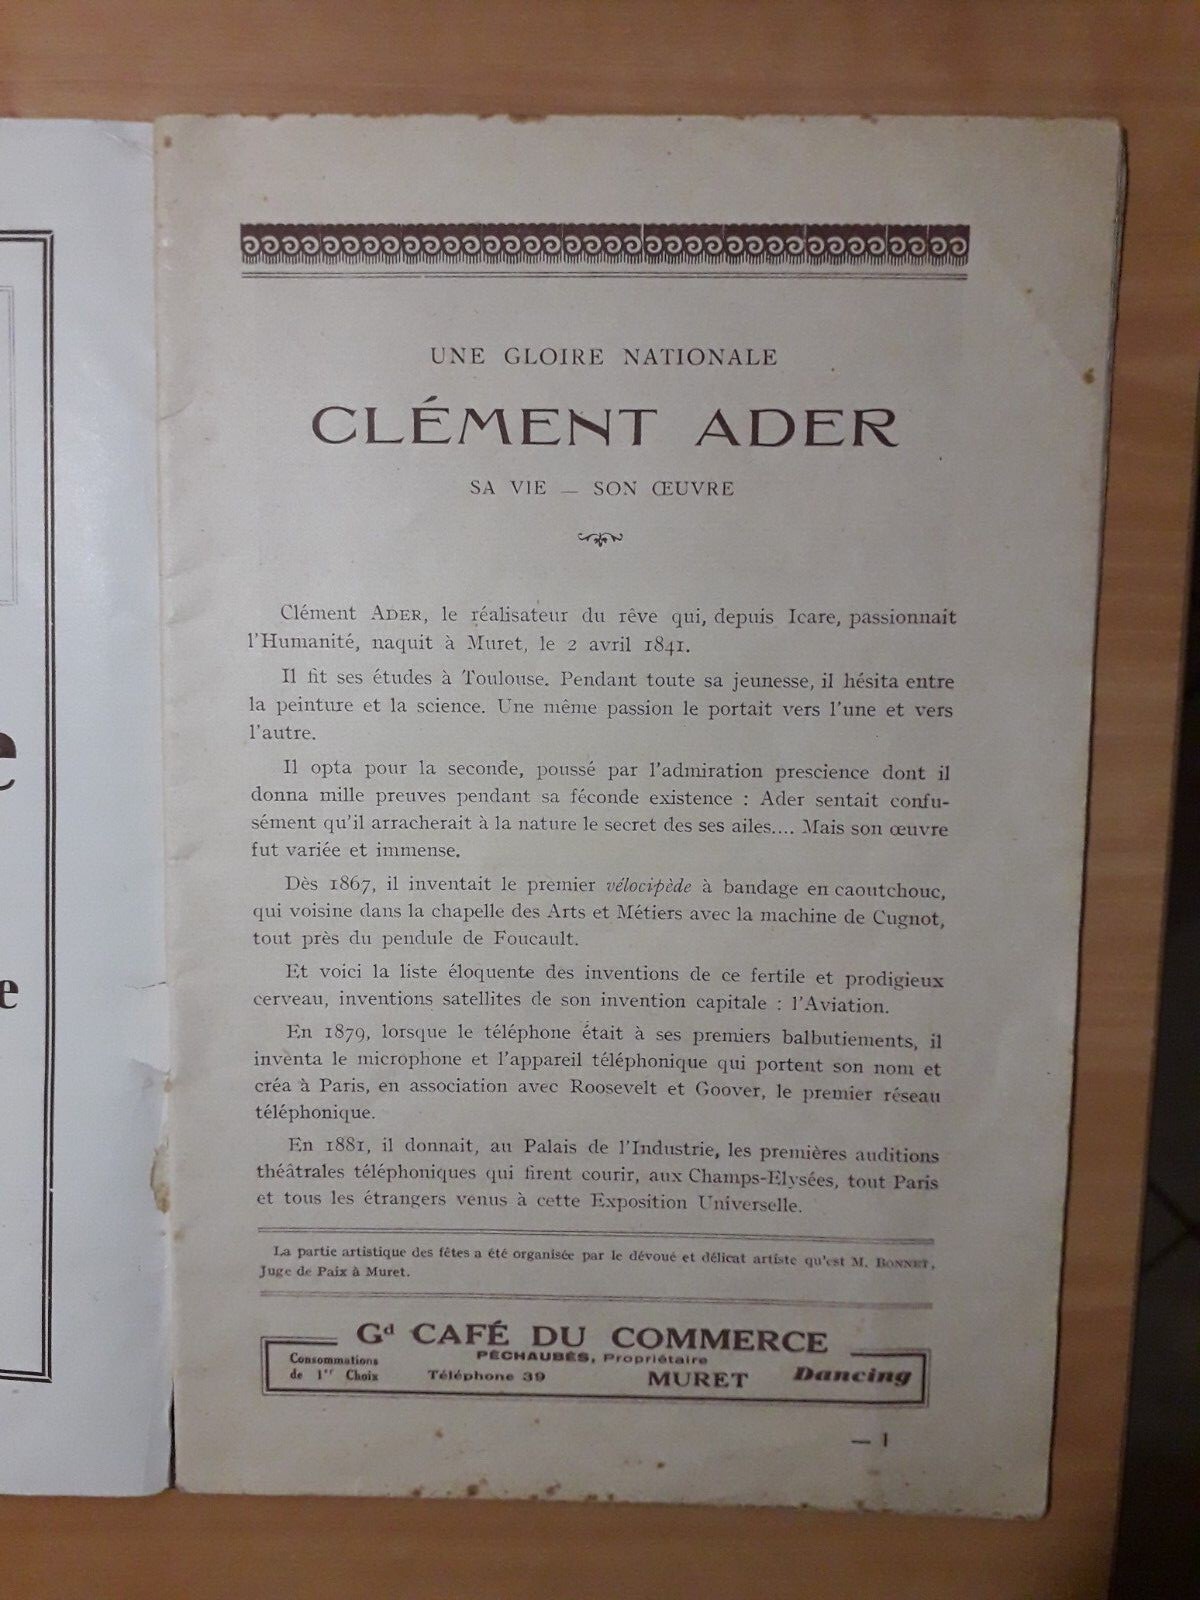 e
e
UNE GLOIRE NATIONALE
CLÉMENT ADER
SA VIE — SON ŒUVRE
Clément ADER, le réalisateur du rêve qui, depuis Icare, passionnait
l'Humanité, naquit à Muret, le 2 avril 1841.
Il fit ses études à Toulouse. Pendant toute sa jeunesse, il hésita entre
la peinture et la science. Une même passion le portait vers l'une et vers
l'autre.
Il opta pour la seconde, poussé par l'admiration prescience dont il
donna mille preuves pendant sa féconde existence : Ader sentait confu-
sément qu'il arracherait à la nature le secret des ses ailes.... Mais son œuvre
fut variée et immense.
Dès 1867, il inventait le premier vélocipède à bandage en caoutchouc,
qui voisine dans la chapelle des Arts et Métiers avec la machine de Cugnot,
tout près du pendule de Foucault.
Et voici la liste éloquente des inventions de ce fertile et prodigieux
cerveau, inventions satellites de son invention capitale : l'Aviation.
En 1879, lorsque le téléphone était à ses premiers balbutiements, il
inventa le microphone et l'appareil téléphonique qui portent son nom et
créa à Paris, en association avec Roosevelt et Goover, le premier réseau
téléphonique.
En 1881, il donnait, au Palais de l'Industrie, les premières auditions
théâtrales téléphoniques qui firent courir, aux Champs-Elysées, tout Paris
et tous les étrangers venus à cette Exposition Universelle.
La partie artistique des fêtes a été organisée par le dévoué et délicat artiste qu'est M. BONNET,
Juge de Paix à Muret.
Gd CAFÉ DU COMMERCE
PÉCHAUBÈS, Propriétaire
Consommations
de 1er Choix
Téléphone 39
MURET
Dancing
— 1